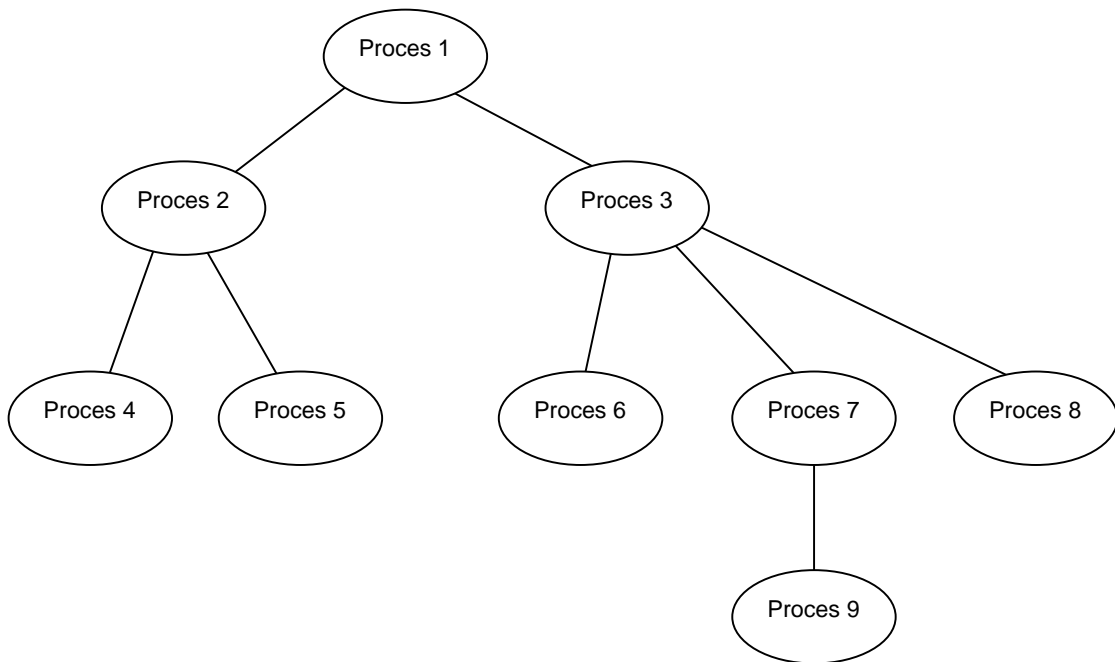 Proces 1
Proces 2
Proces 3
Proces 4
Proces 5
Proces 6
Proces 7
Proces 8
Proces 9